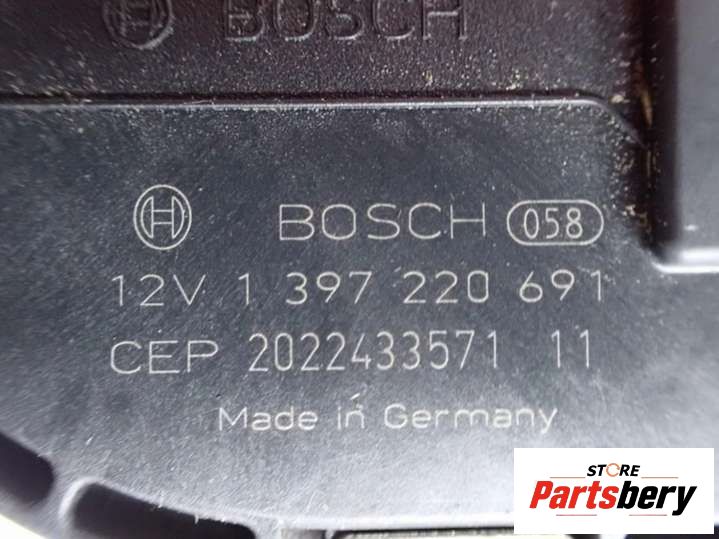 BOSCH
BOSCH 058
12V 1 397 220 691
CEP 2022433571 11
Made in Germany
STORE
Partsbery